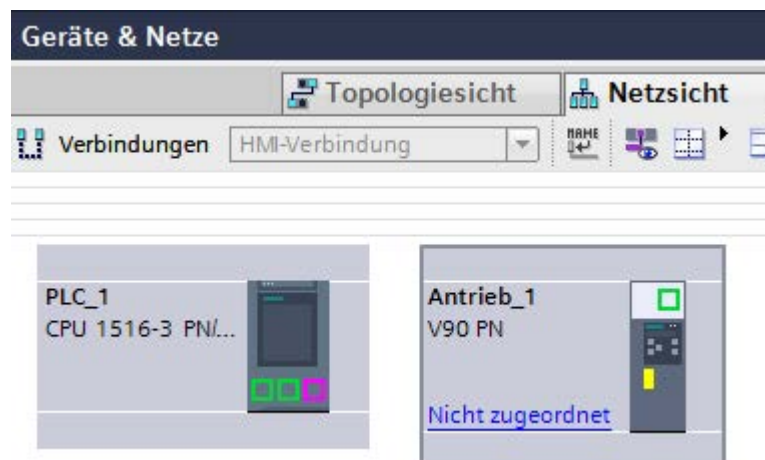 Geräte & Netze
Topologiesicht
Netzsicht
Verbindungen
HMI-Verbindung
NAME
PLC_1
CPU 1516-3 PN/...
Antrieb_1
V90 PN
Nicht zugeordnet